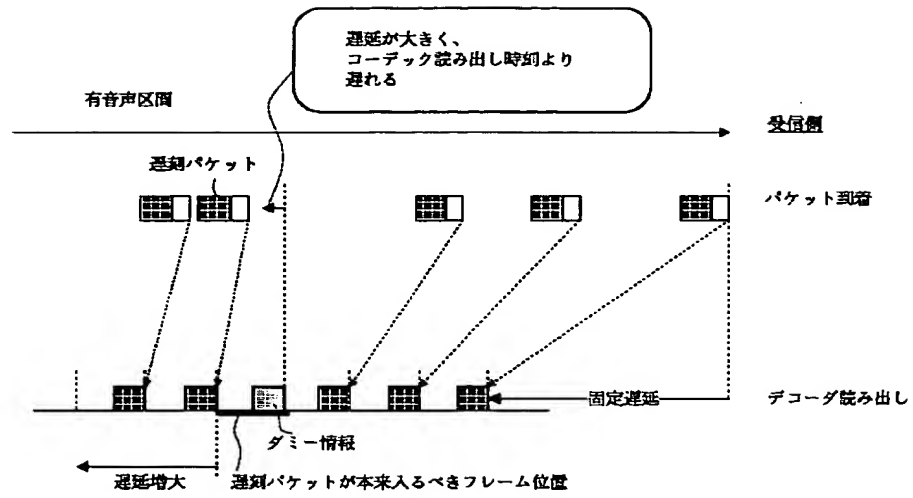 遅延が大きく、
コーデック読み出し時刻より
遅れる
有音声区間
受信側
遅刻パケット
パケット到着
固定遅延
デコーダ読み出し
ダミー情報
遅延増大
遅刻パケットが本来入るべきフレーム位置